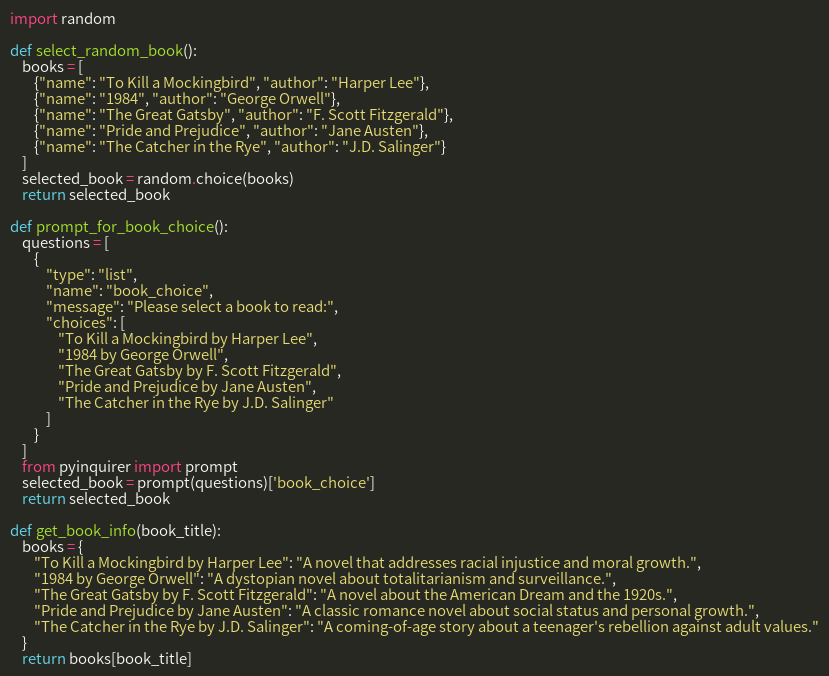 import random

def select_random_book():
    books = [
        {"name": "To Kill a Mockingbird", "author": "Harper Lee"},
        {"name": "1984", "author": "George Orwell"},
        {"name": "The Great Gatsby", "author": "F. Scott Fitzgerald"},
        {"name": "Pride and Prejudice", "author": "Jane Austen"},
        {"name": "The Catcher in the Rye", "author": "J.D. Salinger"}
    ]
    selected_book = random.choice(books)
    return selected_book

def prompt_for_book_choice():
    questions = [
        {
            "type": "list",
            "name": "book_choice",
            "message": "Please select a book to read:",
            "choices": [
                "To Kill a Mockingbird by Harper Lee",
                "1984 by George Orwell",
                "The Great Gatsby by F. Scott Fitzgerald",
                "Pride and Prejudice by Jane Austen",
                "The Catcher in the Rye by J.D. Salinger"
            ]
        }
    ]
    from pyinquirer import prompt
    selected_book = prompt(questions)['book_choice']
    return selected_book

def get_book_info(book_title):
    books = {
        "To Kill a Mockingbird by Harper Lee": "A novel that addresses racial injustice and moral growth.",
        "1984 by George Orwell": "A dystopian novel about totalitarianism and surveillance.",
        "The Great Gatsby by F. Scott Fitzgerald": "A novel about the American Dream and the 1920s.",
        "Pride and Prejudice by Jane Austen": "A classic romance novel about social status and personal growth.",
        "The Catcher in the Rye by J.D. Salinger": "A coming-of-age story about a teenager's rebellion against adult values."
    }
    return books[book_title]